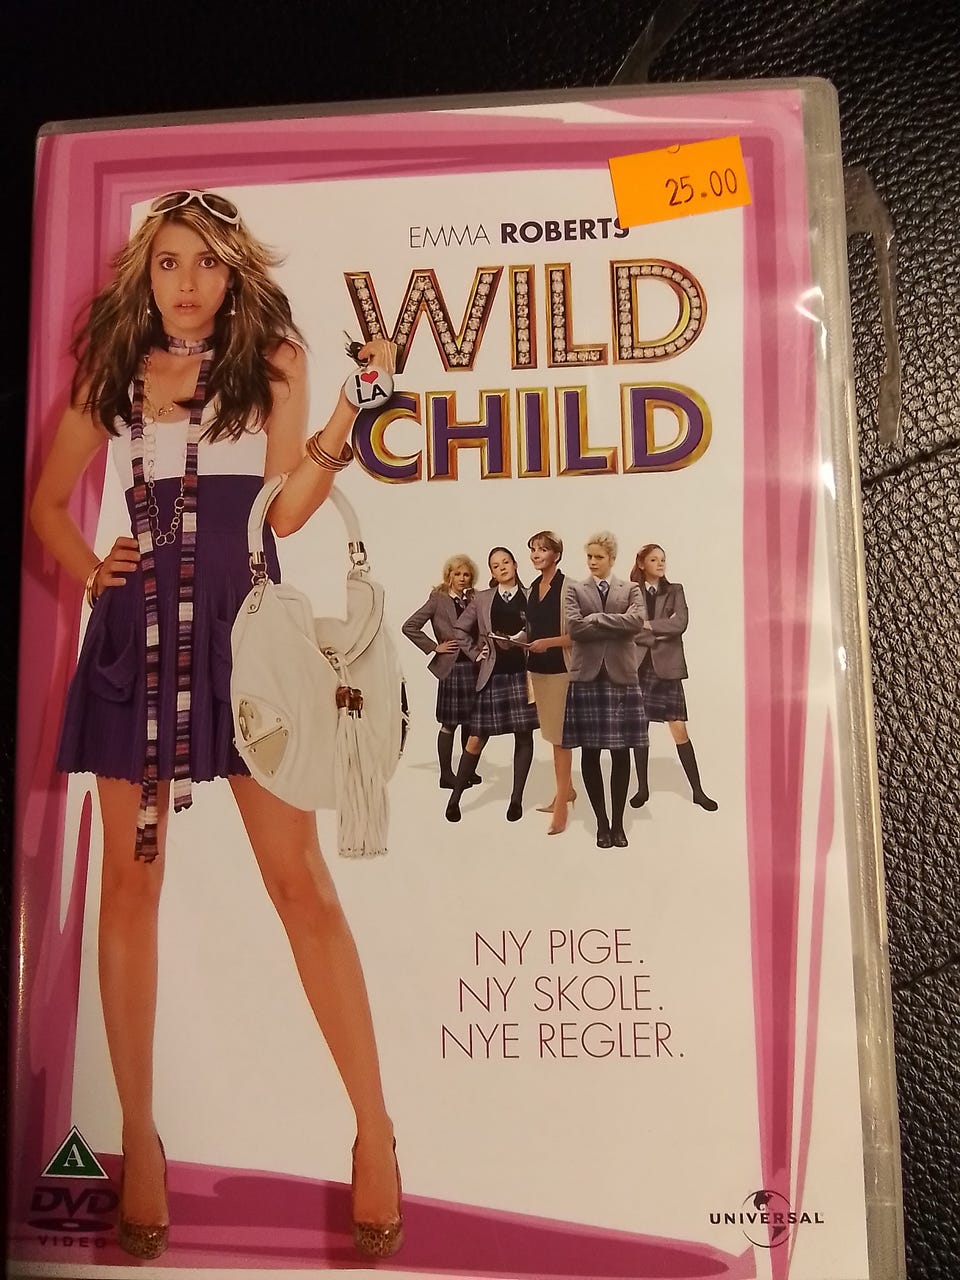 25.00
EMMA ROBERTS
WILD
CHILD
I ❤
LA
NY PIGE.
NY SKOLE.
NYE REGLER.
A
DVD
VIDEO
UNIVERSAL